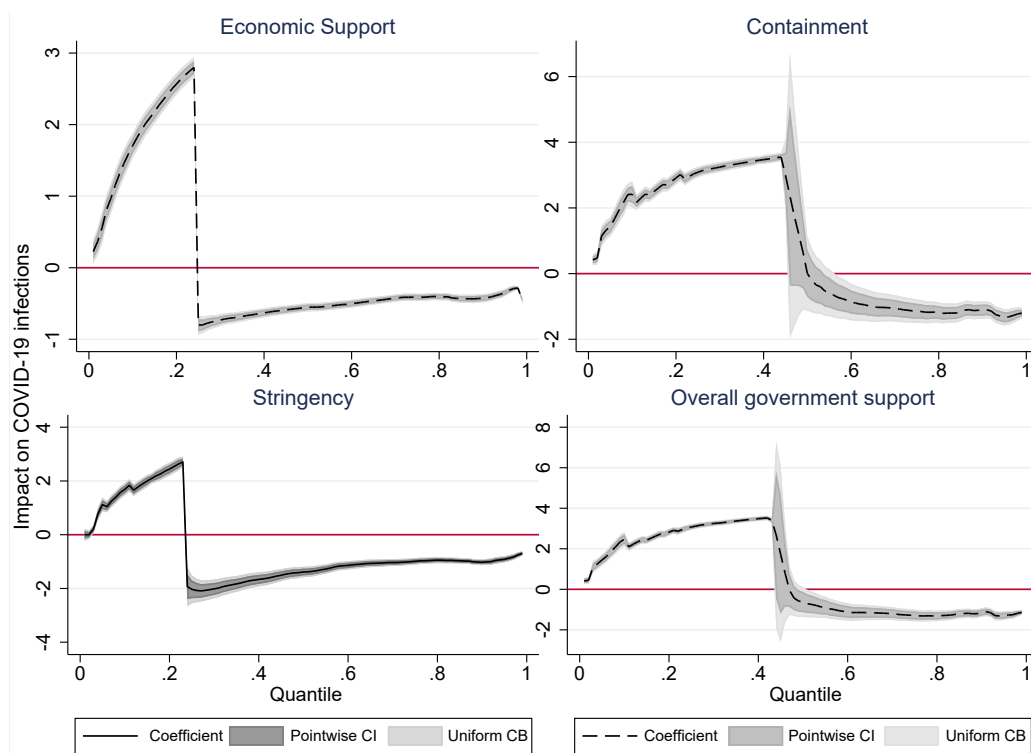 Economic Support
Containment
3
2
1
0
-1
0 .2 .4 .6 .8 1
6
4
2
0
-2
0 .2 .4 .6 .8 1
Impact on COVID-19 infections
Stringency
Overall government support
4
2
0
-2
-4
0 .2 .4 .6 .8 1
Quantile
8
6
4
2
0
-2
0 .2 .4 .6 .8 1
Quantile
Coefficient Pointwise CI Uniform CB
Coefficient Pointwise CI Uniform CB